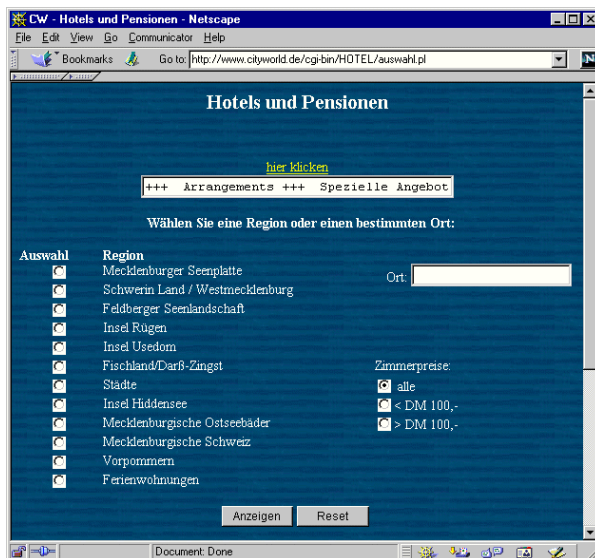 CW - Hotels und Pensionen - Netscape
File Edit View Go Communicator Help
Bookmarks Go to: http://www.cityworld.de/cgi-bin/HOTEL/auswahl.pl
N
Hotels und Pensionen
hier klicken
+++ Arrangements +++ Spezielle Angebot
Wählen Sie eine Region oder einen bestimmten Ort:
Auswahl Region
Mecklenburger Seenplatte
Ort:
Schwerin Land / Westmecklenburg
Feldberger Seenlandschaft
Insel Rügen
Insel Usedom
Fischland/Darß-Zingst Zimmerpreise:
Städte alle
Insel Hiddensee < DM 100,-
Mecklenburgische Ostseebäder > DM 100,-
Mecklenburgische Schweiz
Vorpommern
Ferienwohnungen
Anzeigen Reset
Document: Done